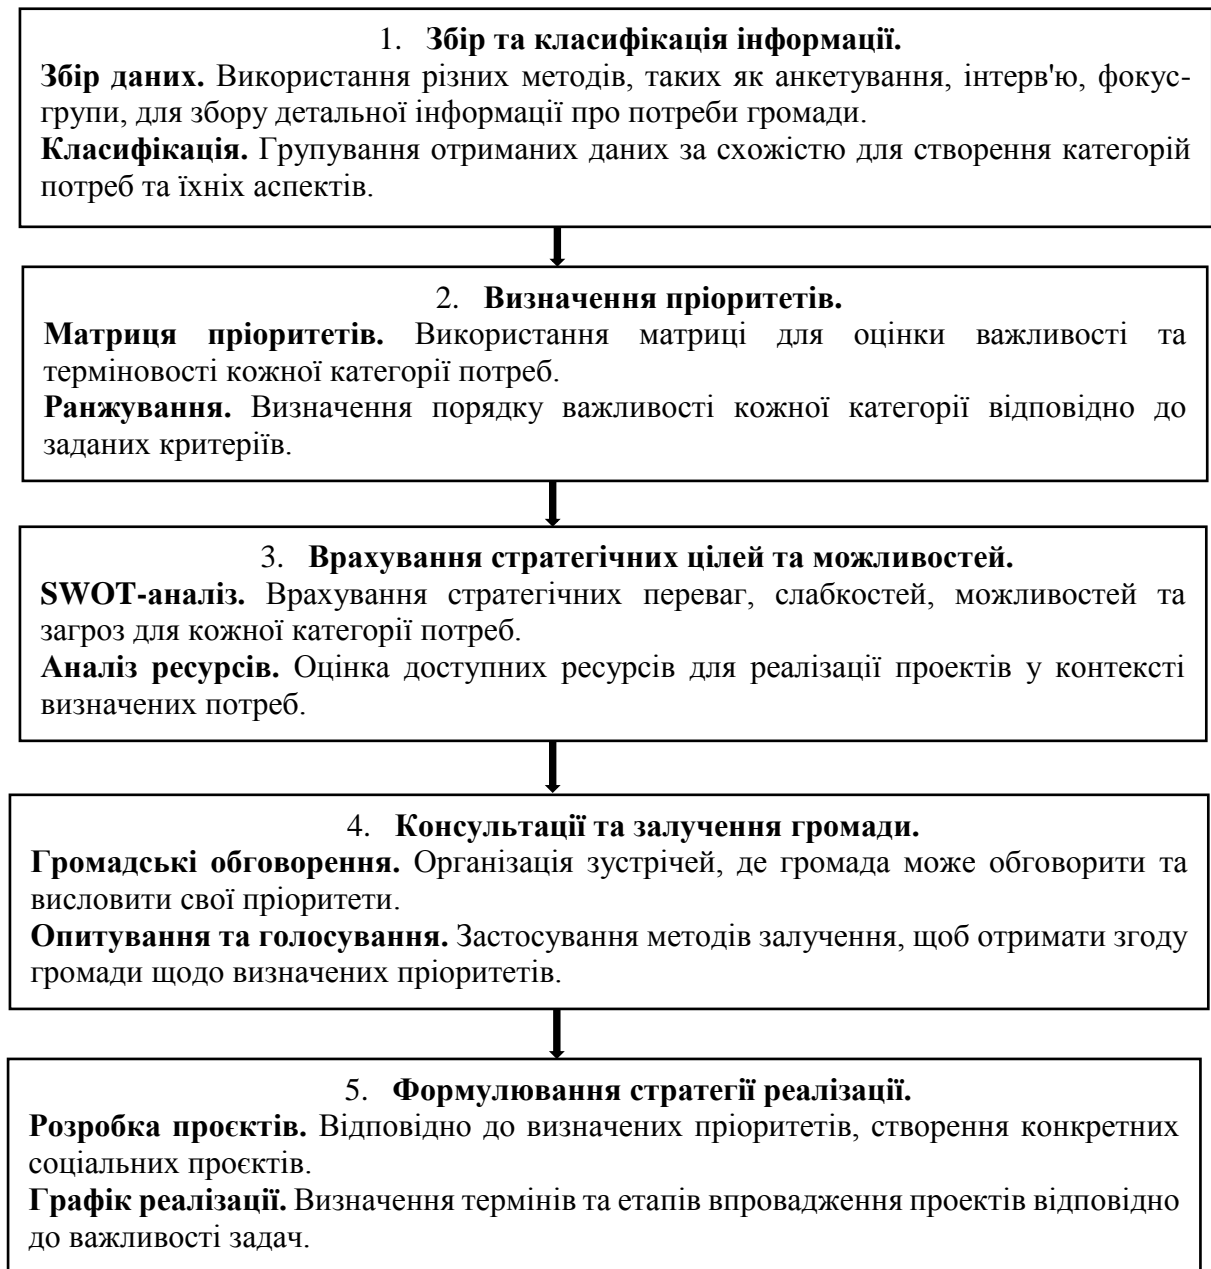 1. Збір та класифікація інформації.
Збір даних. Використання різних методів, таких як анкетування, інтерв'ю, фокус-
групи, для збору детальної інформації про потреби громади.
Класифікація. Групування отриманих даних за схожістю для створення категорій
потреб та їхніх аспектів.
2. Визначення пріоритетів.
Матриця пріоритетів. Використання матриці для оцінки важливості та
терміновості кожної категорії потреб.
Ранжування. Визначення порядку важливості кожної категорії відповідно до
заданих критеріїв.
3. Врахування стратегічних цілей та можливостей.
SWOT-аналіз. Врахування стратегічних переваг, слабкостей, можливостей та
загроз для кожної категорії потреб.
Аналіз ресурсів. Оцінка доступних ресурсів для реалізації проектів у контексті
визначених потреб.
4. Консультації та залучення громади.
Громадські обговорення. Організація зустрічей, де громада може обговорити та
висловити свої пріоритети.
Опитування та голосування. Застосування методів залучення, щоб отримати згоду
громади щодо визначених пріоритетів.
5. Формулювання стратегії реалізації.
Розробка проєктів. Відповідно до визначених пріоритетів, створення конкретних
соціальних проєктів.
Графік реалізації. Визначення термінів та етапів впровадження проектів відповідно
до важливості задач.